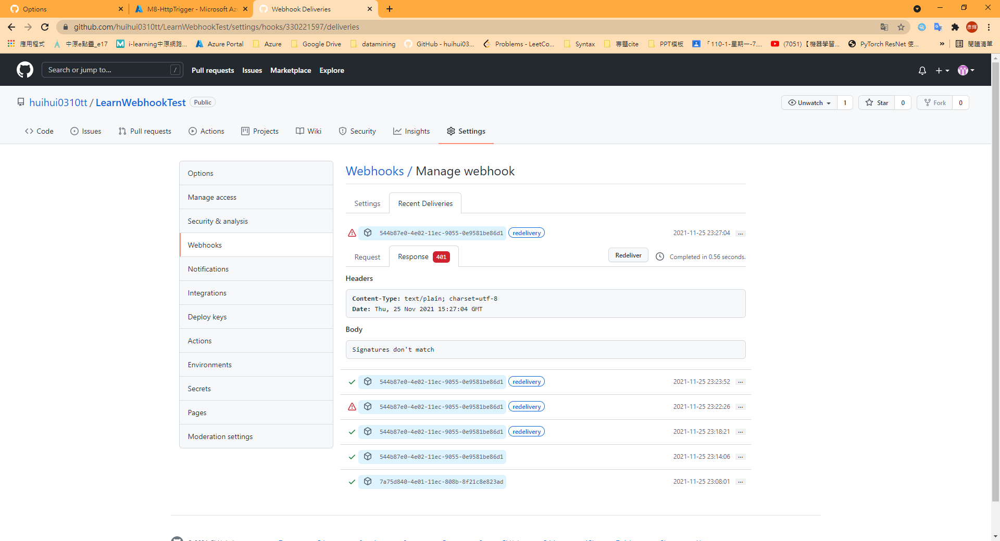 Options
M8-HttpTrigger - Microsoft Azu
Webhook Deliveries
github.com/huihui0310tt/LearnWebhookTest/settings/hooks/330221597/deliveries
彥輝
應用程式
中原e點靈_e17
i-learning中原網路...
Azure Portal
Azure
Google Drive
datamining
GitHub - huihui03...
Problems - LeetCo...
Syntax
專題cite
PPT模板
「110-1-星期一-7....
(7051)【機器學習...
PyTorch ResNet 使...
»
閱讀清單
Search or jump to...
/
Pull requests
Issues
Marketplace
Explore
huihui0310tt / LearnWebhookTest
Public
Unwatch
1
Star
0
Fork
0
Code
Issues
Pull requests
Actions
Projects
Wiki
Security
Insights
Settings
Options
Manage access
Security & analysis
Webhooks
Notifications
Integrations
Deploy keys
Actions
Environments
Secrets
Pages
Moderation settings
Webhooks / Manage webhook
Settings
Recent Deliveries
544b87e0-4e02-11ec-9055-0e9581be86d1
redelivery
2021-11-25 23:27:04
...
Request
Response 401
Redeliver
Completed in 0.56 seconds.
Headers
Content-Type: text/plain; charset=utf-8
Date: Thu, 25 Nov 2021 15:27:04 GMT
Body
Signatures don't match
544b87e0-4e02-11ec-9055-0e9581be86d1
redelivery
2021-11-25 23:23:52
...
544b87e0-4e02-11ec-9055-0e9581be86d1
redelivery
2021-11-25 23:22:26
...
544b87e0-4e02-11ec-9055-0e9581be86d1
redelivery
2021-11-25 23:18:21
...
544b87e0-4e02-11ec-9055-0e9581be86d1
2021-11-25 23:14:06
...
7a75d840-4e01-11ec-808b-8f21c8e823ad
2021-11-25 23:08:01
...